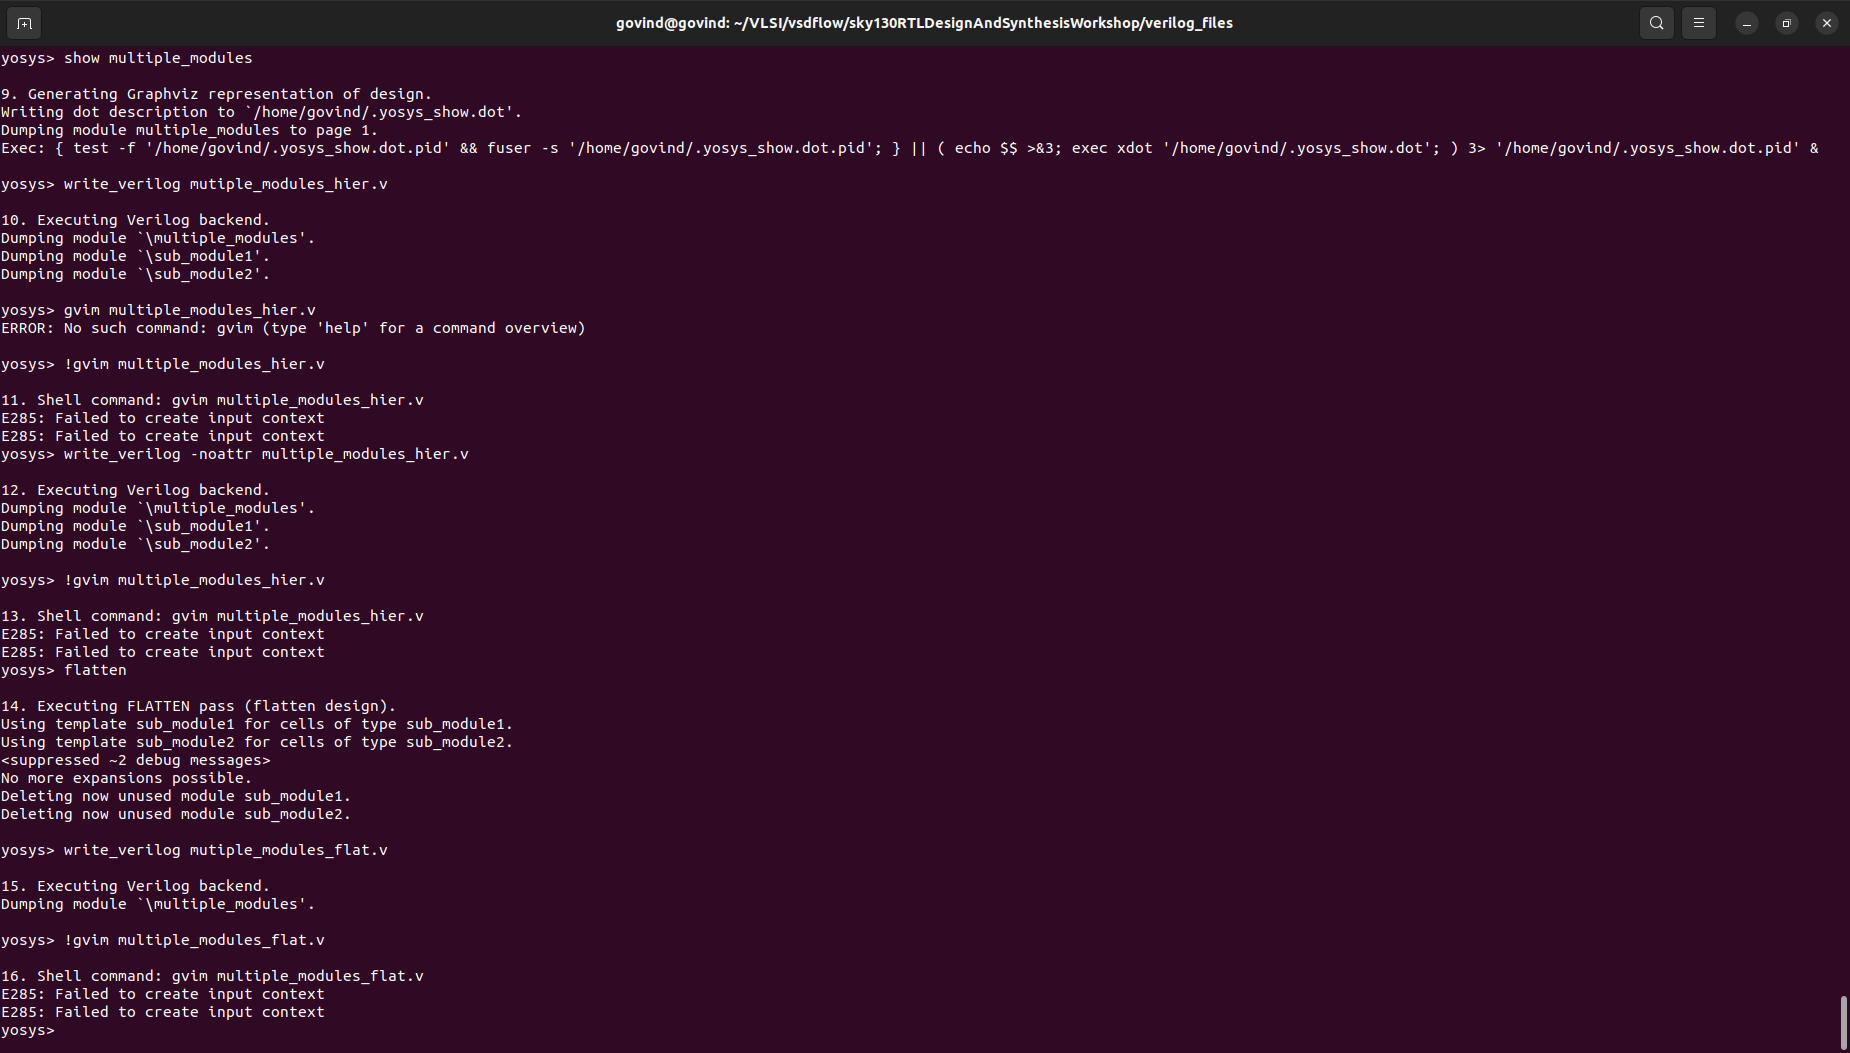 govind@govind: ~/VLSI/vsdflow/sky130RTLDesignAndSynthesisWorkshop/verilog_files
yosys> show multiple_modules
9. Generating Graphviz representation of design.
Writing dot description to `/home/govind/.yosys_show.dot'.
Dumping module multiple_modules to page 1.
Exec: { test -f '/home/govind/.yosys_show.dot.pid' && fuser -s '/home/govind/.yosys_show.dot.pid'; } || ( echo $$ >&3; exec xdot '/home/govind/.yosys_show.dot'; ) 3> '/home/govind/.yosys_show.dot.pid' &
yosys> write_verilog mutiple_modules_hier.v
10. Executing Verilog backend.
Dumping module `\multiple_modules'.
Dumping module `\sub_module1'.
Dumping module `\sub_module2'.
yosys> gvim multiple_modules_hier.v
ERROR: No such command: gvim (type 'help' for a command overview)
yosys> !gvim multiple_modules_hier.v
11. Shell command: gvim multiple_modules_hier.v
E285: Failed to create input context
E285: Failed to create input context
yosys> write_verilog -noattr multiple_modules_hier.v
12. Executing Verilog backend.
Dumping module `\multiple_modules'.
Dumping module `\sub_module1'.
Dumping module `\sub_module2'.
yosys> !gvim multiple_modules_hier.v
13. Shell command: gvim multiple_modules_hier.v
E285: Failed to create input context
E285: Failed to create input context
yosys> flatten
14. Executing FLATTEN pass (flatten design).
Using template sub_module1 for cells of type sub_module1.
Using template sub_module2 for cells of type sub_module2.
<suppressed ~2 debug messages>
No more expansions possible.
Deleting now unused module sub_module1.
Deleting now unused module sub_module2.
yosys> write_verilog mutiple_modules_flat.v
15. Executing Verilog backend.
Dumping module `\multiple_modules'.
yosys> !gvim multiple_modules_flat.v
16. Shell command: gvim multiple_modules_flat.v
E285: Failed to create input context
E285: Failed to create input context
yosys>